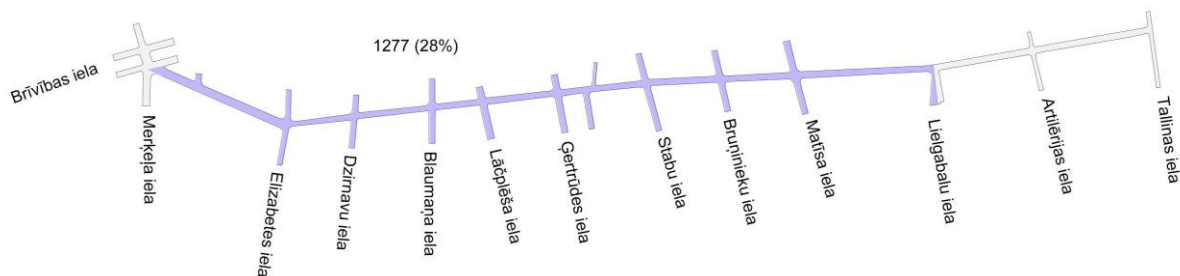 1277 (28%)
Brīvības iela
Merķeļa iela
Elizabetes iela
Dzirnavu iela
Blaumaņa iela
Lāčplēša iela
Ģertrūdes iela
Stabu iela
Bruņinieku iela
Matīsa iela
Lielgabalu iela
Artilērijas iela
Tallinas iela